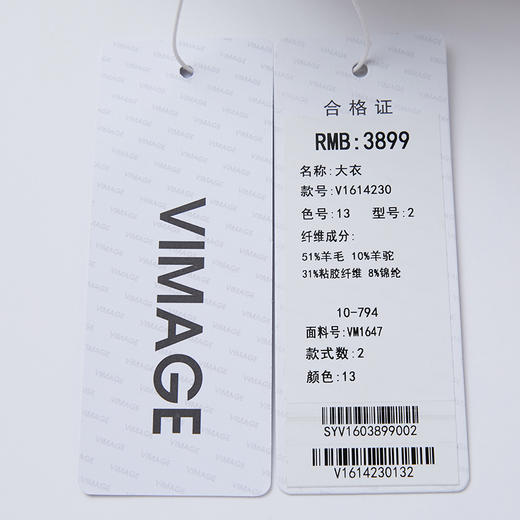 VIMAGE
合格证
RMB:3899
名称:大衣
款号:V1614230
色号:13 型号:2
纤维成分:
51%羊毛 10%羊驼
31%粘胶纤维 8%锦纶
10-794
面料号:VM1647
款式数:2
颜色:13
SYV1603899002
V1614230132